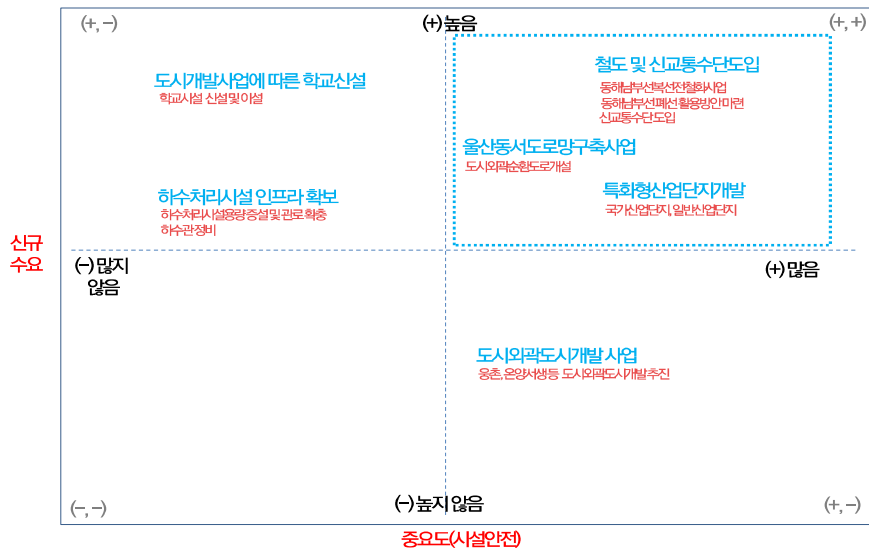 (+, -)
(+) 높음
(+, +)
도시개발사업에 따른 학교신설
학교시설 신설 및 이설
철도 및 신교통수단도입
동해남부선복선전철화사업
동해남부선 폐선 활용방안 마련
신교통수단 도입
울산동서도로망구축사업
도시외곽순환도로개설
하수처리시설 인프라 확보
하수처리시설용량 증설 및 관로 확충
하수관 정비
특화형산업단지개발
국가산업단지, 일반산업단지
신규
수요
(-) 많지
않음
(+) 많음
도시외곽도시개발 사업
웅촌, 온양서생 등 도시외곽도시개발 추진
(-, -)
(-) 높지 않음
(+, -)
중요도(시설안전)